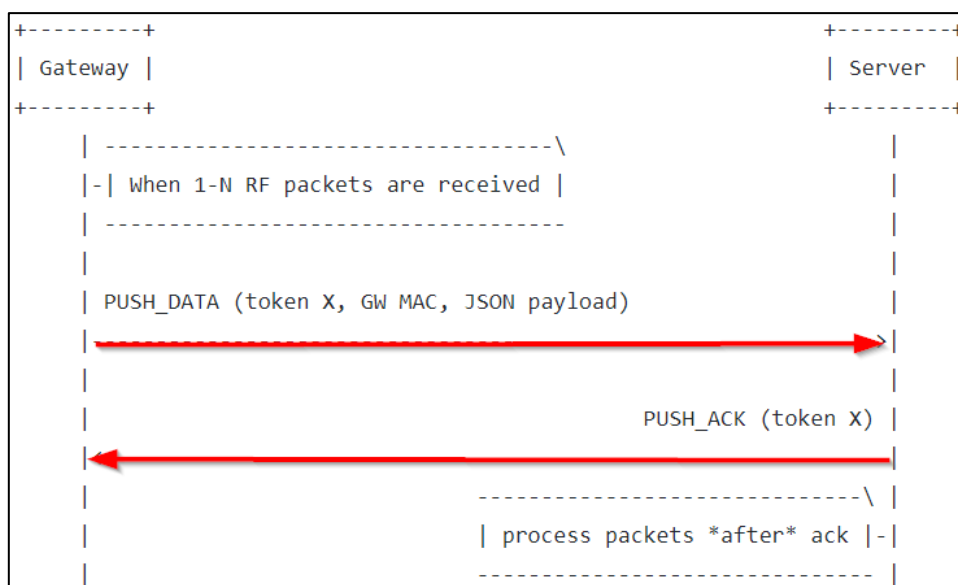 Gateway Server
When 1-N RF packets are received
PUSH_DATA (token X, GW MAC, JSON payload)
PUSH_ACK (token X)
process packets *after* ack